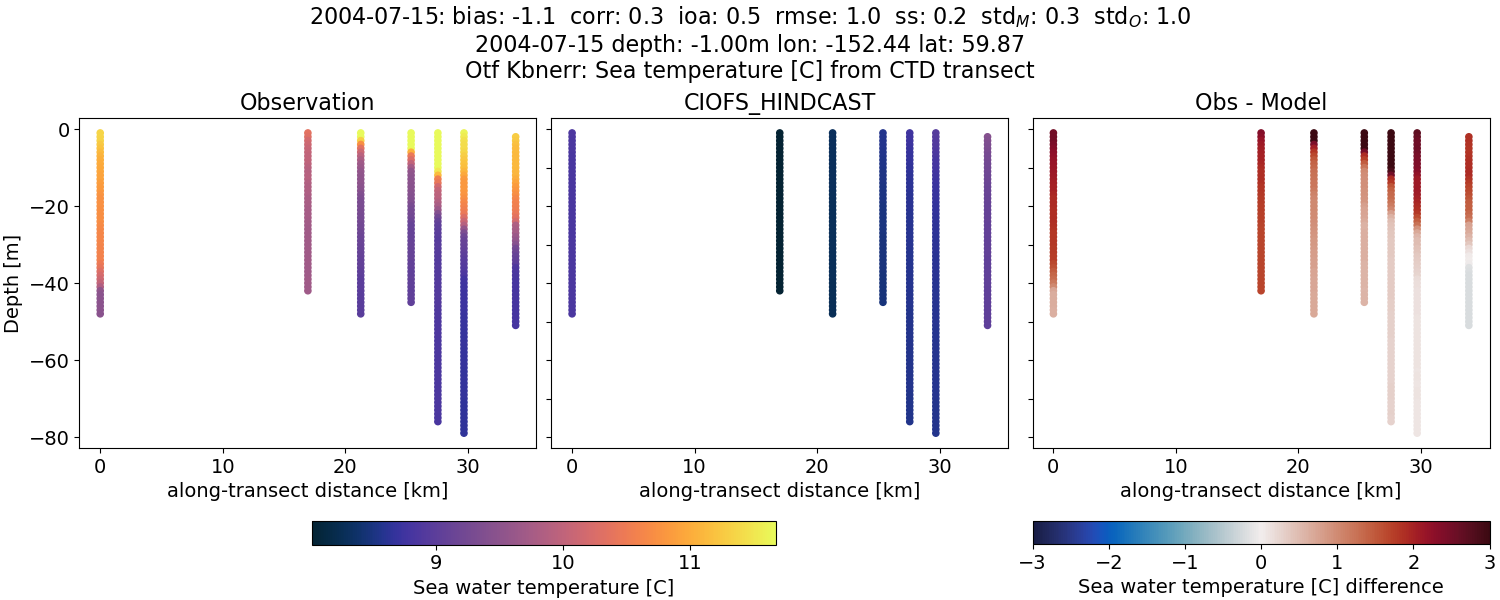 2004-07-15: bias: -1.1  corr: 0.3  ioa: 0.5  rmse: 1.0  ss: 0.2  std_M: 0.3  std_O: 1.0
2004-07-15 depth: -1.00m lon: -152.44 lat: 59.87
Otf Kbnerr: Sea temperature [C] from CTD transect
Observation
CIOFS_HINDCAST
Obs - Model
Depth [m]
0
−20
−40
−60
−80
0 10 20 30
0 10 20 30
0 10 20 30
along-transect distance [km]
along-transect distance [km]
along-transect distance [km]
9 10 11
Sea water temperature [C]
−3 −2 −1 0 1 2 3
Sea water temperature [C] difference